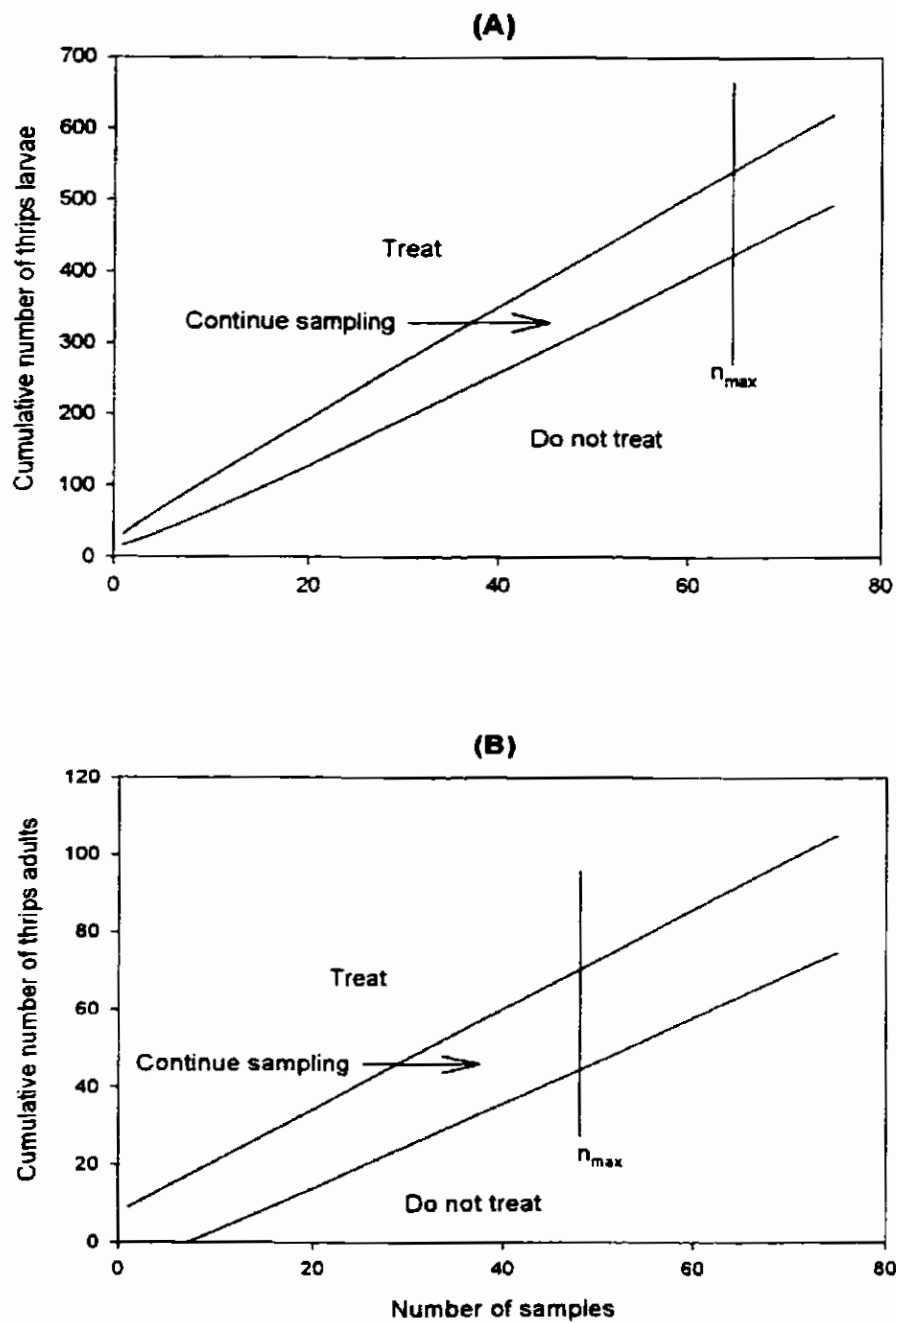 (A)
Cumulative number of thrips larvae
700
600
500
400
300
200
100
0
Treat
Continue sampling
n_max
Do not treat
0 20 40 60 80
(B)
Cumulative number of thrips adults
120
100
80
60
40
20
0
Treat
Continue sampling
n_max
Do not treat
0 20 40 60 80
Number of samples